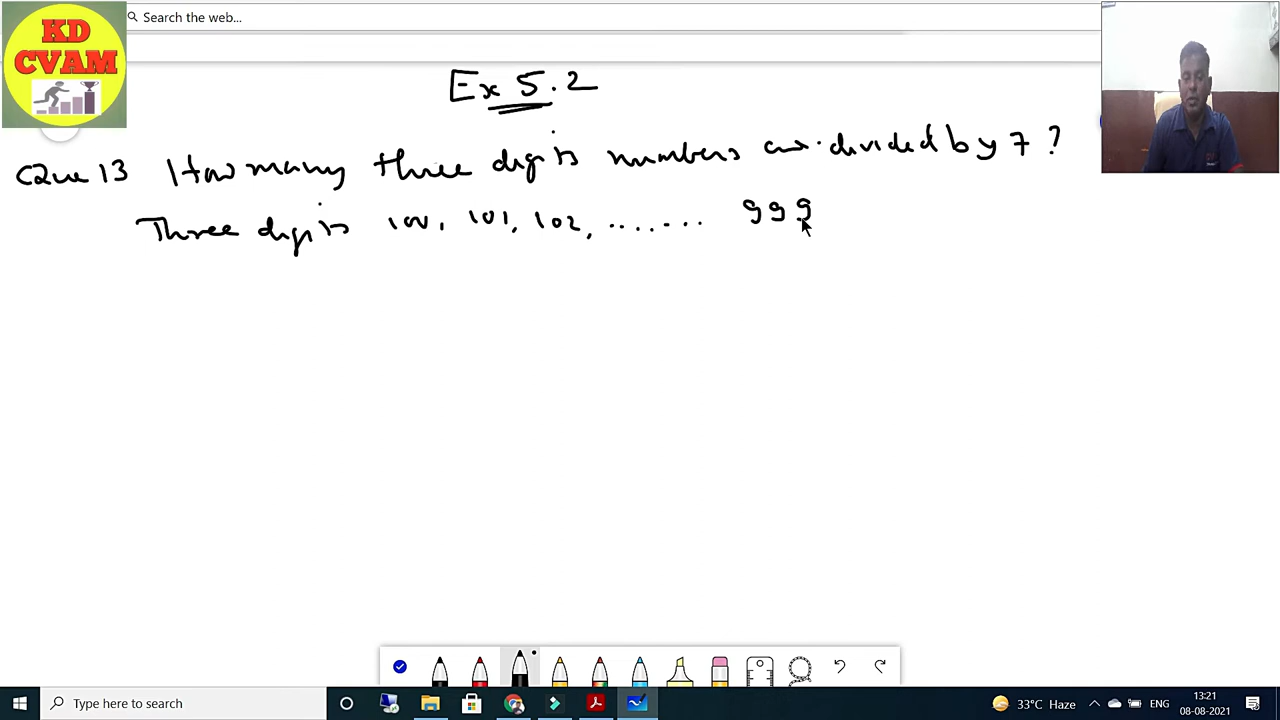 KD
CVAM
Search the web...
Ex 5.2
Que 13 How many three digits numbers are divided by 7 ?
Three digits 100, 101, 102, ....... 999
Type here to search
33°C Haze
ENG
13:21
08-08-2021